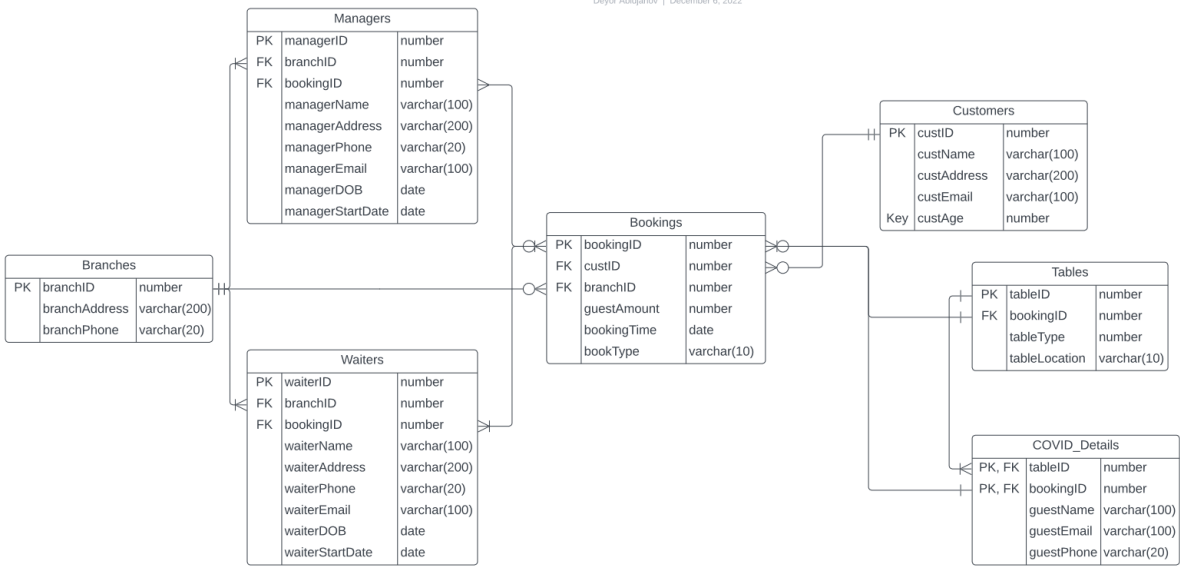 Deyor Abidjanov | December 6, 2022
Managers
PK managerID number
FK branchID number
FK bookingID number
managerName varchar(100)
managerAddress varchar(200)
managerPhone varchar(20)
managerEmail varchar(100)
managerDOB date
managerStartDate date
Customers
PK custID number
custName varchar(100)
custAddress varchar(200)
custEmail varchar(100)
Key custAge number
Bookings
PK bookingID number
FK custID number
FK branchID number
guestAmount number
bookingTime date
bookType varchar(10)
Branches
PK branchID number
branchAddress varchar(200)
branchPhone varchar(20)
Tables
PK tableID number
FK bookingID number
tableType number
tableLocation varchar(10)
Waiters
PK waiterID number
FK branchID number
FK bookingID number
waiterName varchar(100)
waiterAddress varchar(200)
waiterPhone varchar(20)
waiterEmail varchar(100)
waiterDOB date
waiterStartDate date
COVID_Details
PK, FK tableID number
PK, FK bookingID number
guestName varchar(100)
guestEmail varchar(100)
guestPhone varchar(20)